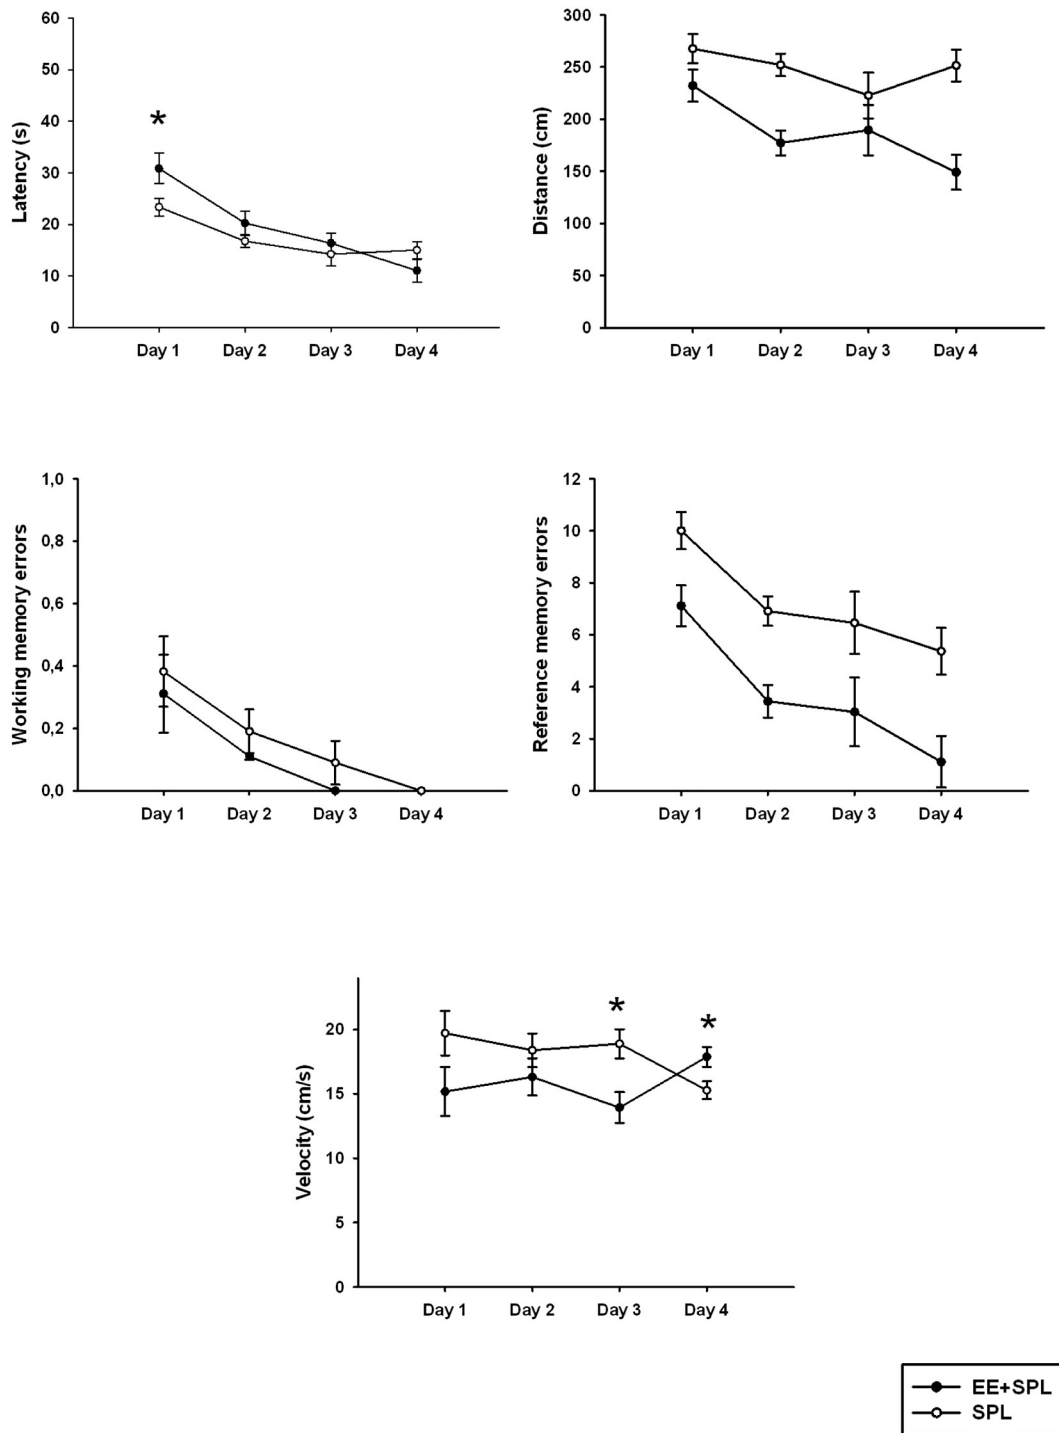 Latency (s)
60
50
40
30
20
10
0
*
Day 1 Day 2 Day 3 Day 4
Distance (cm)
300
250
200
150
100
50
0
Day 1 Day 2 Day 3 Day 4
Working memory errors
1,0
0,8
0,6
0,4
0,2
0,0
Day 1 Day 2 Day 3 Day 4
Reference memory errors
12
10
8
6
4
2
0
Day 1 Day 2 Day 3 Day 4
Velocity (cm/s)
20
15
10
5
0
* *
Day 1 Day 2 Day 3 Day 4
EE+SPL
SPL